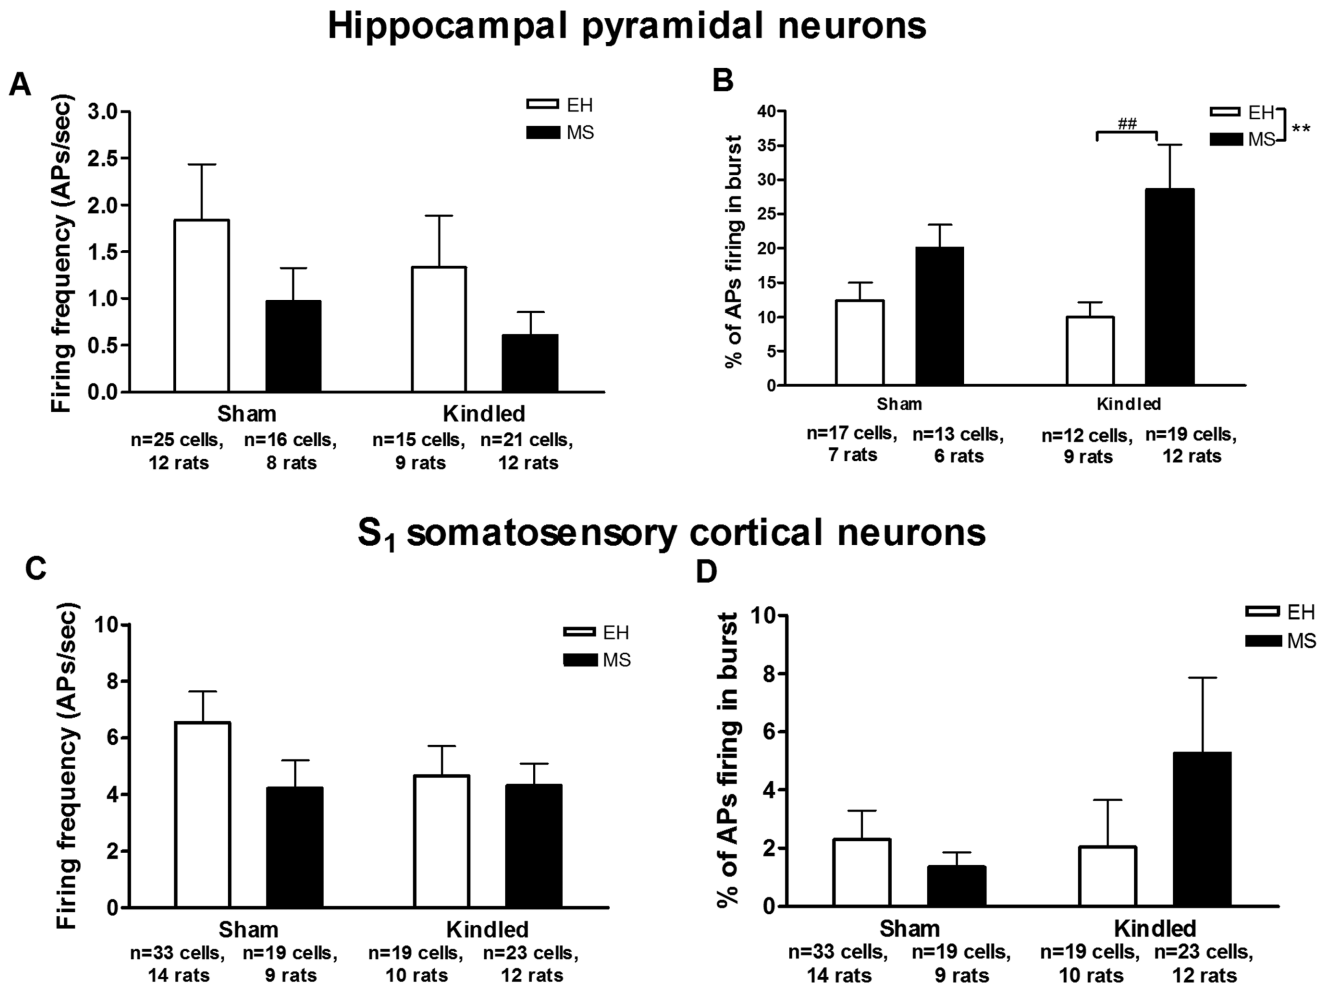 Hippocampal pyramidal neurons
A
Firing frequency (APs/sec)
3.0
2.5
2.0
1.5
1.0
0.5
0.0
EH
MS
Sham
Kindled
n=25 cells,
12 rats
n=16 cells,
8 rats
n=15 cells,
9 rats
n=21 cells,
12 rats
B
% of APs firing in burst
40
35
30
25
20
15
10
5
0
##
EH
MS
**
Sham
Kindled
n=17 cells,
7 rats
n=13 cells,
6 rats
n=12 cells,
9 rats
n=19 cells,
12 rats
S1 somatosensory cortical neurons
C
Firing frequency (APs/sec)
10
8
6
4
2
0
EH
MS
Sham
Kindled
n=33 cells,
14 rats
n=19 cells,
9 rats
n=19 cells,
10 rats
n=23 cells,
12 rats
D
% of APs firing in burst
10
8
6
4
2
0
EH
MS
Sham
Kindled
n=33 cells,
14 rats
n=19 cells,
9 rats
n=19 cells,
10 rats
n=23 cells,
12 rats